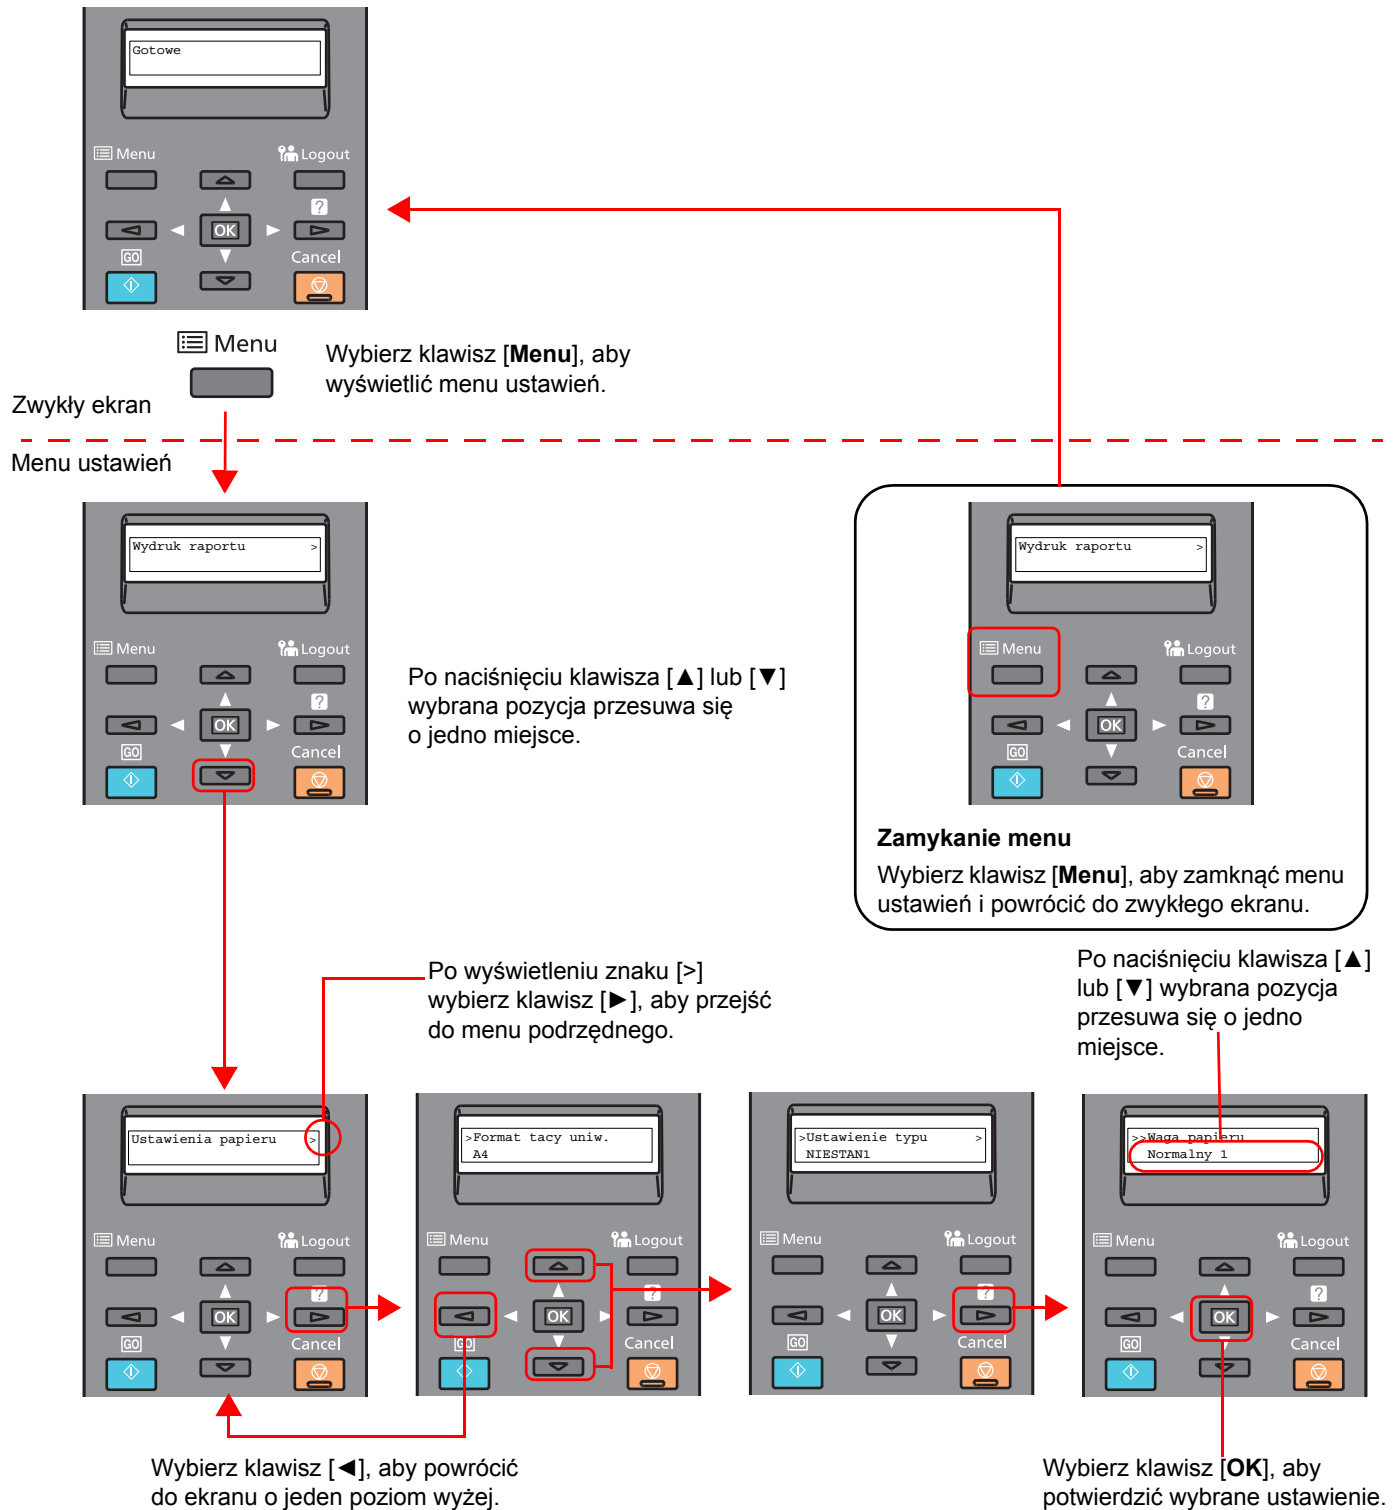 Gotowe
Menu
Logout
?
OK
GO
Cancel
Menu
Wybierz klawisz [Menu], aby
wyświetlić menu ustawień.
Zwykły ekran
Menu ustawień
Wydruk raportu >
Menu
Logout
?
OK
GO
Cancel
Po naciśnięciu klawisza [▲] lub [▼]
wybrana pozycja przesuwa się
o jedno miejsce.
Wydruk raportu >
Menu
Logout
?
OK
GO
Cancel
Zamykanie menu
Wybierz klawisz [Menu], aby zamknąć menu
ustawień i powrócić do zwykłego ekranu.
Po wyświetleniu znaku [>]
wybierz klawisz [►], aby przejść
do menu podrzędnego.
Po naciśnięciu klawisza [▲]
lub [▼] wybrana pozycja
przesuwa się o jedno
miejsce.
Ustawienia papieru >
Menu
Logout
?
OK
GO
Cancel
>Format tacy uniw.
A4
Menu
Logout
?
OK
GO
Cancel
>Ustawienie typu >
NIESTAN1
Menu
Logout
?
OK
GO
Cancel
>>Waga papieru
Normalny 1
Menu
Logout
?
OK
GO
Cancel
Wybierz klawisz [◄], aby powrócić
do ekranu o jeden poziom wyżej.
Wybierz klawisz [OK], aby
potwierdzić wybrane ustawienie.